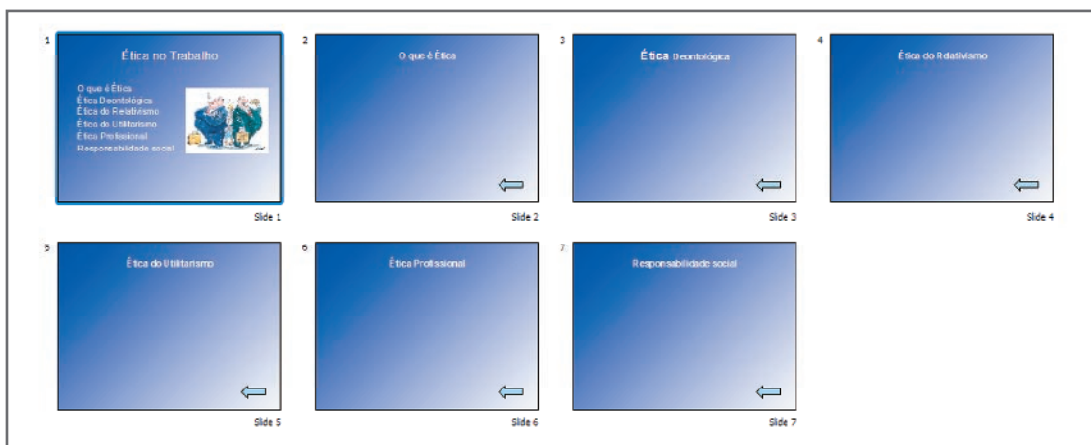 1
Ética no Trabalho
O que é Ética
Ética Deontológica
Ética do Relativismo
Ética do Utilitarismo
Ética Profissional
Responsabilidade social
Slide 1
2
O que é Ética
Slide 2
3
Ética Deontológica
Slide 3
4
Ética do Relativismo
Slide 4
5
Ética do Utilitarismo
Slide 5
6
Ética Profissional
Slide 6
7
Responsabilidade social
Slide 7